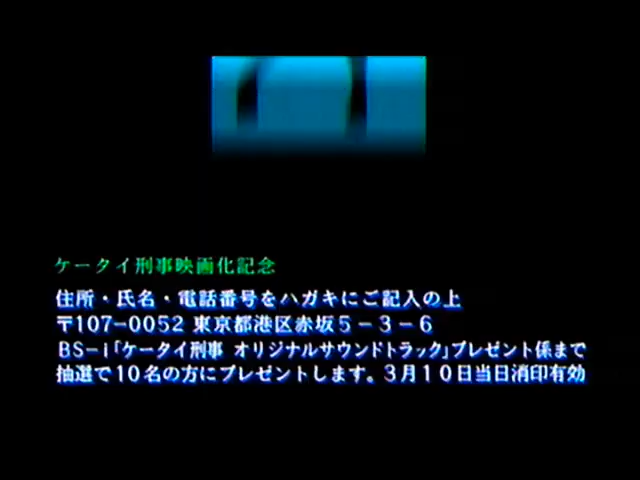 ケータイ刑事映画化記念
住所・氏名・電話番号をハガキにご記入の上
〒107-0052 東京都港区赤坂５－３－６
BS-i「ケータイ刑事 オリジナルサウンドトラック」プレゼント係まで
抽選で10名の方にプレゼントします。３月１０日当日消印有効